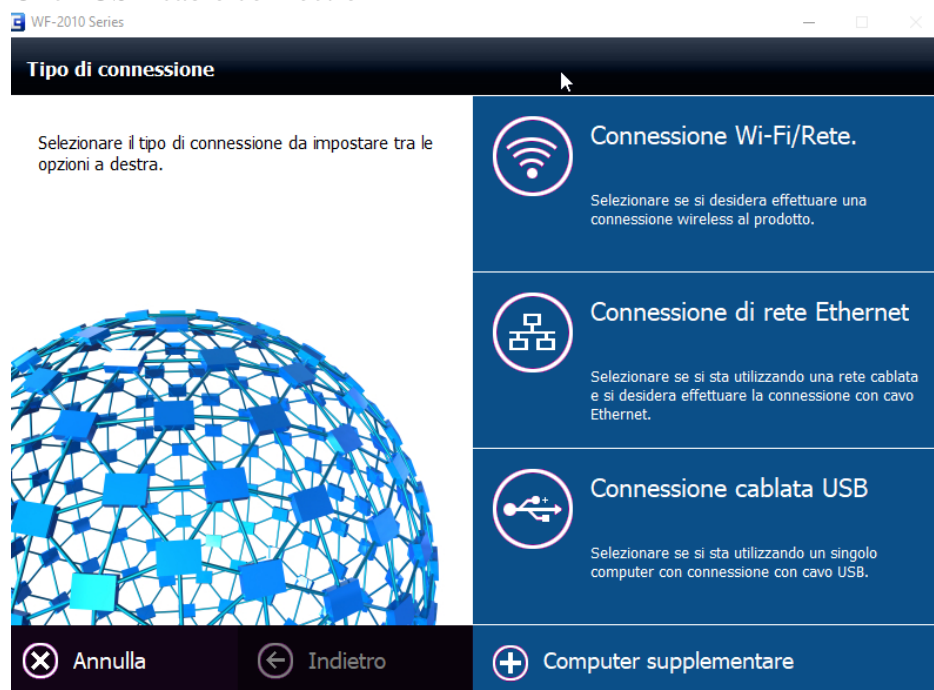 WF-2010 Series
Tipo di connessione
Selezionare il tipo di connessione da impostare tra le
opzioni a destra.
Connessione Wi-Fi/Rete.
Selezionare se si desidera effettuare una
connessione wireless al prodotto.
Connessione di rete Ethernet
Selezionare se si sta utilizzando una rete cablata
e si desidera effettuare la connessione con cavo
Ethernet.
Connessione cablata USB
Selezionare se si sta utilizzando un singolo
computer con connessione con cavo USB.
Annulla
Indietro
Computer supplementare